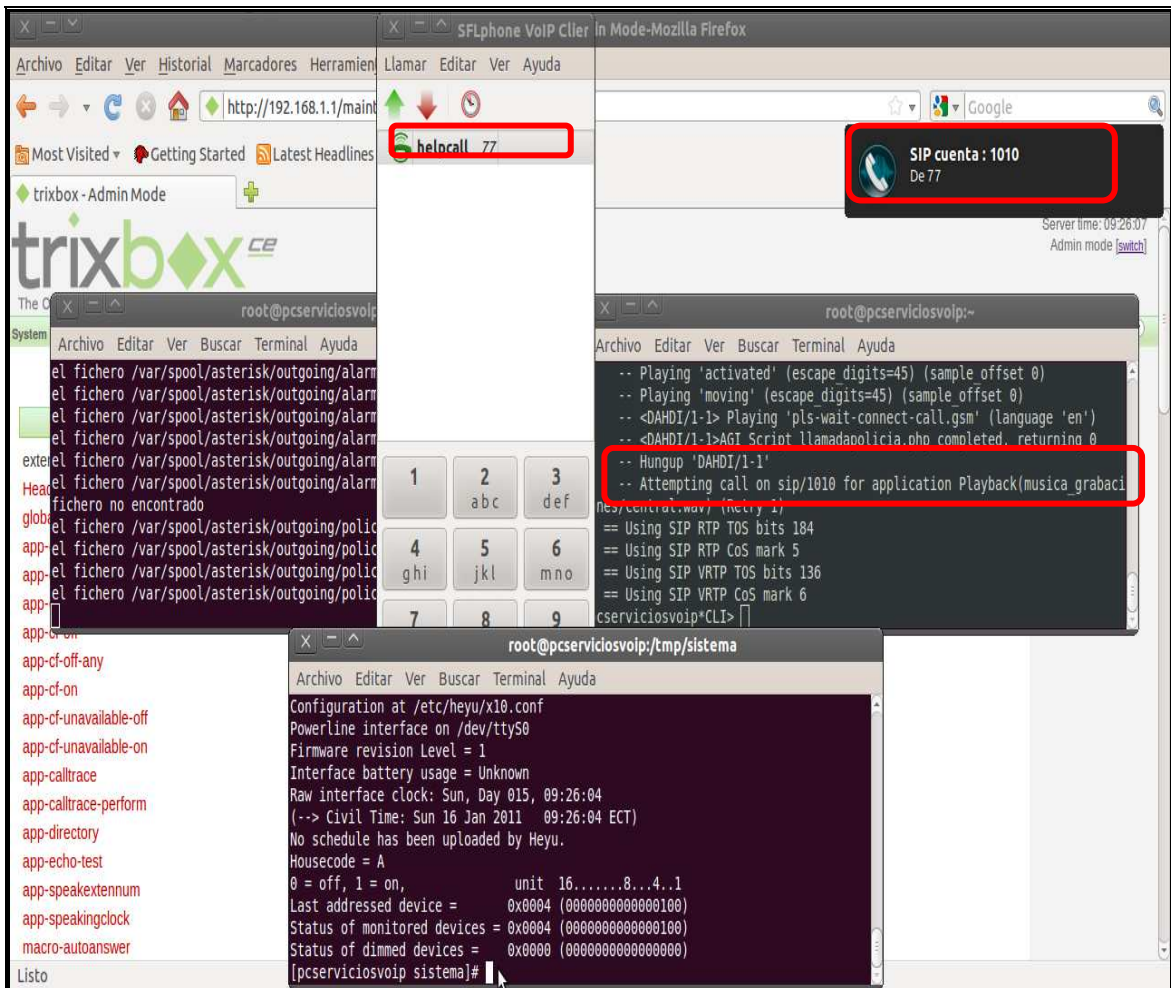 in Mode-Mozilla Firefox
Archivo Editar Ver Historial Marcadores Herramien
http://192.168.1.1/maint
Google
Most Visited Getting Started Latest Headlines
trixbox - Admin Mode
trixbox CE
The O
Server time: 09:26:07
Admin mode [switch]
System
SFLphone VoIP Clien
Llamar Editar Ver Ayuda
helpcall 77
1
2
abc
3
def
4
ghi
5
jkl
6
mno
7
8
9
SIP cuenta : 1010
De 77
root@pcserviciosvoip
Archivo Editar Ver Buscar Terminal Ayuda
el fichero /var/spool/asterisk/outgoing/alarm
el fichero /var/spool/asterisk/outgoing/alarm
el fichero /var/spool/asterisk/outgoing/alarm
el fichero /var/spool/asterisk/outgoing/alarm
el fichero /var/spool/asterisk/outgoing/alarm
el fichero /var/spool/asterisk/outgoing/alarm
fichero no encontrado
el fichero /var/spool/asterisk/outgoing/polic
el fichero /var/spool/asterisk/outgoing/polic
el fichero /var/spool/asterisk/outgoing/polic
el fichero /var/spool/asterisk/outgoing/polic
root@pcserviciosvoip:~
Archivo Editar Ver Buscar Terminal Ayuda
-- Playing 'activated' (escape_digits=45) (sample_offset 0)
-- Playing 'moving' (escape_digits=45) (sample_offset 0)
-- <DAHDI/1-1> Playing 'pls-wait-connect-call.gsm' (language 'en')
-- <DAHDI/1-1>AGI Script llamadapolicia.php completed, returning 0
-- Hungup 'DAHDI/1-1'
-- Attempting call on sip/1010 for application Playback(musica_grabaci
nes/central.wav) (Retry 1)
== Using SIP RTP TOS bits 184
== Using SIP RTP CoS mark 5
== Using SIP VRTP TOS bits 136
== Using SIP VRTP CoS mark 6
cserviciosvoip*CLI>
exter
Head
globa
app-
app-
app-
app-cf-off
app-cf-off-any
app-cf-on
app-cf-unavailable-off
app-cf-unavailable-on
app-calltrace
app-calltrace-perform
app-directory
app-echo-test
app-speakextennum
app-speakingclock
macro-autoanswer
Listo
root@pcserviciosvoip:/tmp/sistema
Archivo Editar Ver Buscar Terminal Ayuda
Configuration at /etc/heyu/x10.conf
Powerline interface on /dev/ttyS0
Firmware revision Level = 1
Interface battery usage = Unknown
Raw interface clock: Sun, Day 015, 09:26:04
(--> Civil Time: Sun 16 Jan 2011 09:26:04 ECT)
No schedule has been uploaded by Heyu.
Housecode = A
0 = off, 1 = on, unit 16.......8...4..1
Last addressed device = 0x0004 (0000000000000100)
Status of monitored devices = 0x0004 (0000000000000100)
Status of dimmed devices = 0x0000 (0000000000000000)
[pcserviciosvoip sistema]#